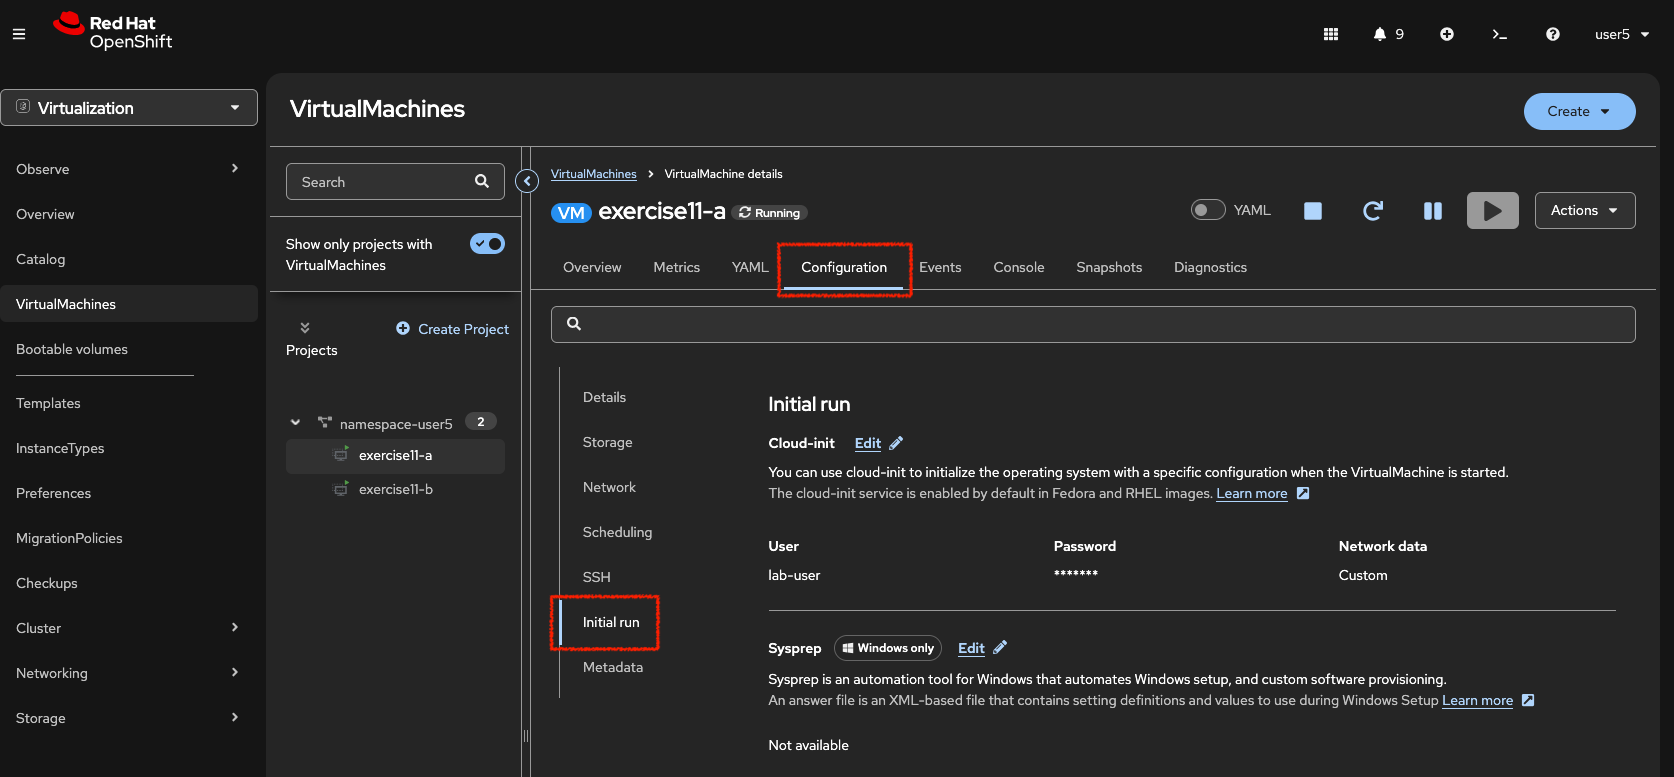 Red Hat
OpenShift
9
user5
Virtualization
Observe
Overview
Catalog
VirtualMachines
Bootable volumes
Templates
InstanceTypes
Preferences
MigrationPolicies
Checkups
Cluster
Networking
Storage
VirtualMachines
Create
Search
Show only projects with
VirtualMachines
Create Project
Projects
namespace-user5 2
exercise11-a
exercise11-b
VirtualMachines > VirtualMachine details
VM exercise11-a Running
YAML
Actions
Overview Metrics YAML Configuration Events Console Snapshots Diagnostics
Details
Storage
Network
Scheduling
SSH
Initial run
Metadata
Initial run
Cloud-init Edit
You can use cloud-init to initialize the operating system with a specific configuration when the VirtualMachine is started.
The cloud-init service is enabled by default in Fedora and RHEL images. Learn more
User Password Network data
lab-user ******* Custom
Sysprep Windows only Edit
Sysprep is an automation tool for Windows that automates Windows setup, and custom software provisioning.
An answer file is an XML-based file that contains setting definitions and values to use during Windows Setup Learn more
Not available